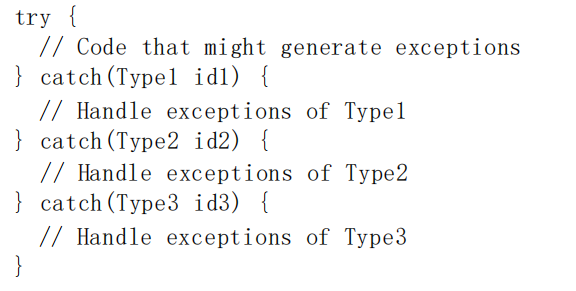 try {
  // Code that might generate exceptions
} catch(Type1 id1) {
  // Handle exceptions of Type1
} catch(Type2 id2) {
  // Handle exceptions of Type2
} catch(Type3 id3) {
  // Handle exceptions of Type3
}